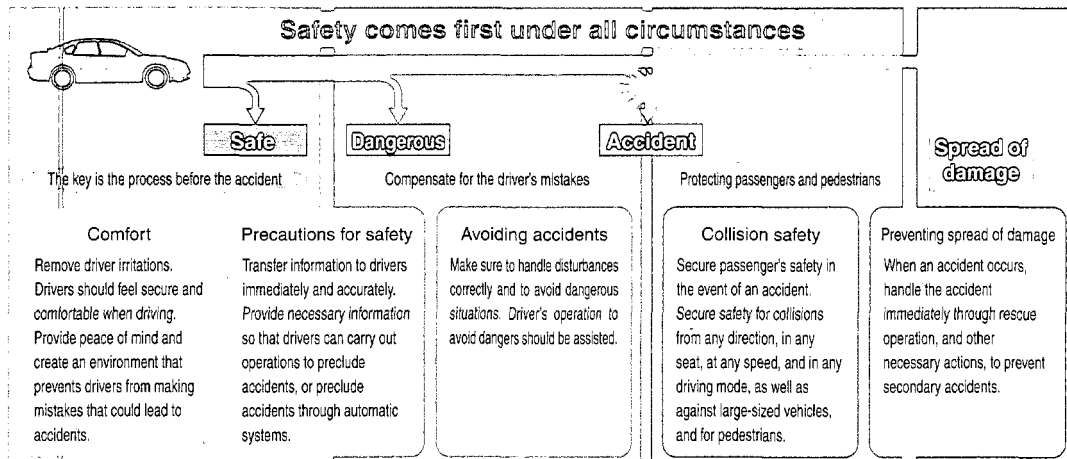 Safety comes first under all circumstances
Safe
Dangerous
Accident
Spread of
damage
The key is the process before the accident
Compensate for the driver's mistakes
Protecting passengers and pedestrians
Comfort
Remove driver irritations.
Drivers should feel secure and
comfortable when driving.
Provide peace of mind and
create an environment that
prevents drivers from making
mistakes that could lead to
accidents.
Precautions for safety
Transfer information to drivers
immediately and accurately.
Provide necessary information
so that drivers can carry out
operations to preclude
accidents, or preclude
accidents through automatic
systems.
Avoiding accidents
Make sure to handle disturbances
correctly and to avoid dangerous
situations. Driver's operation to
avoid dangers should be assisted.
Collision safety
Secure passenger's safety in
the event of an accident.
Secure safety for collisions
from any direction, in any
seat, at any speed, and in any
driving mode, as well as
against large-sized vehicles,
and for pedestrians.
Preventing spread of damage
When an accident occurs,
handle the accident
immediately through rescue
operation, and other
necessary actions, to prevent
secondary accidents.